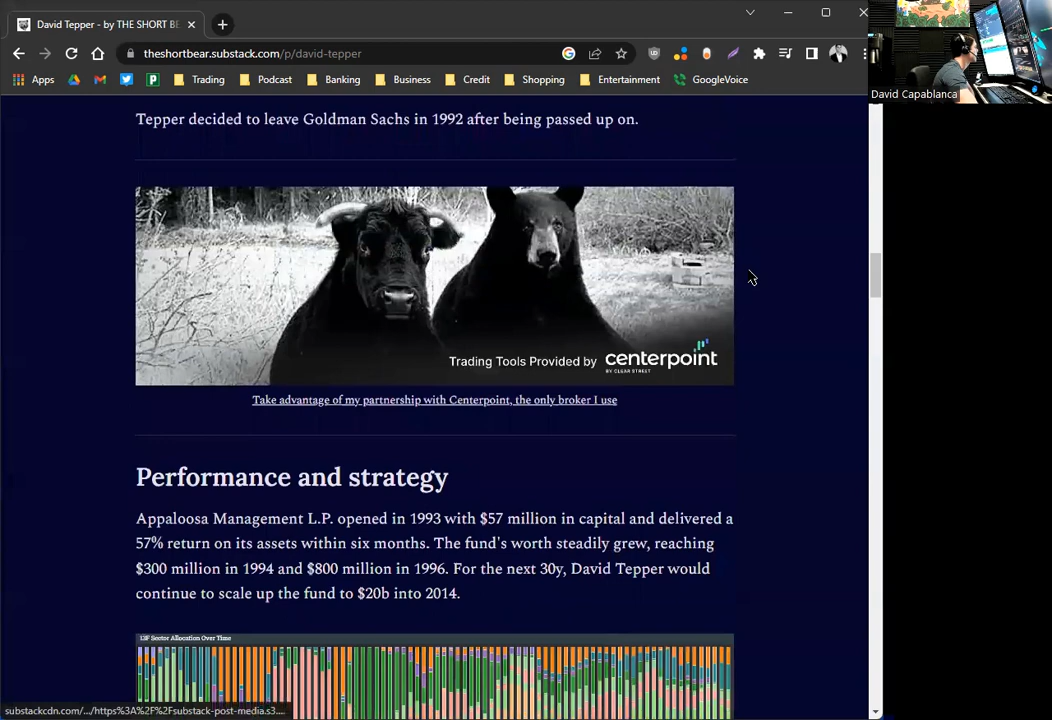 David Tepper - by THE SHORT BE
theshortbear.substack.com/p/david-tepper
Apps
Trading
Podcast
Banking
Business
Credit
Shopping
Entertainment
GoogleVoice
David Capablanca
Tepper decided to leave Goldman Sachs in 1992 after being passed up on.
Trading Tools Provided by centerpoint
BY CLEAR STREET
Take advantage of my partnership with Centerpoint, the only broker I use
Performance and strategy
Appaloosa Management L.P. opened in 1993 with $57 million in capital and delivered a
57% return on its assets within six months. The fund's worth steadily grew, reaching
$300 million in 1994 and $800 million in 1996. For the next 30y, David Tepper would
continue to scale up the fund to $20b into 2014.
13F Sector Allocation Over Time
substackcdn.com/.../https%3A%2F%2Fsubstack-post-media.s3....